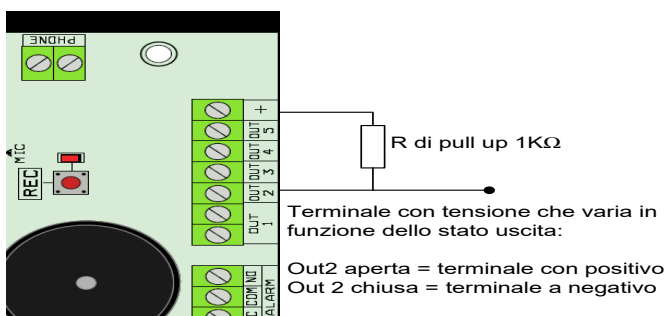 PHONE
MIC
REC
+
OUT 5
OUT 4
OUT 3
OUT 2
OUT 1
NO
COM
C
ALARM
R di pull up 1KΩ
Terminale con tensione che varia in
funzione dello stato uscita:
Out2 aperta = terminale con positivo
Out 2 chiusa = terminale a negativo